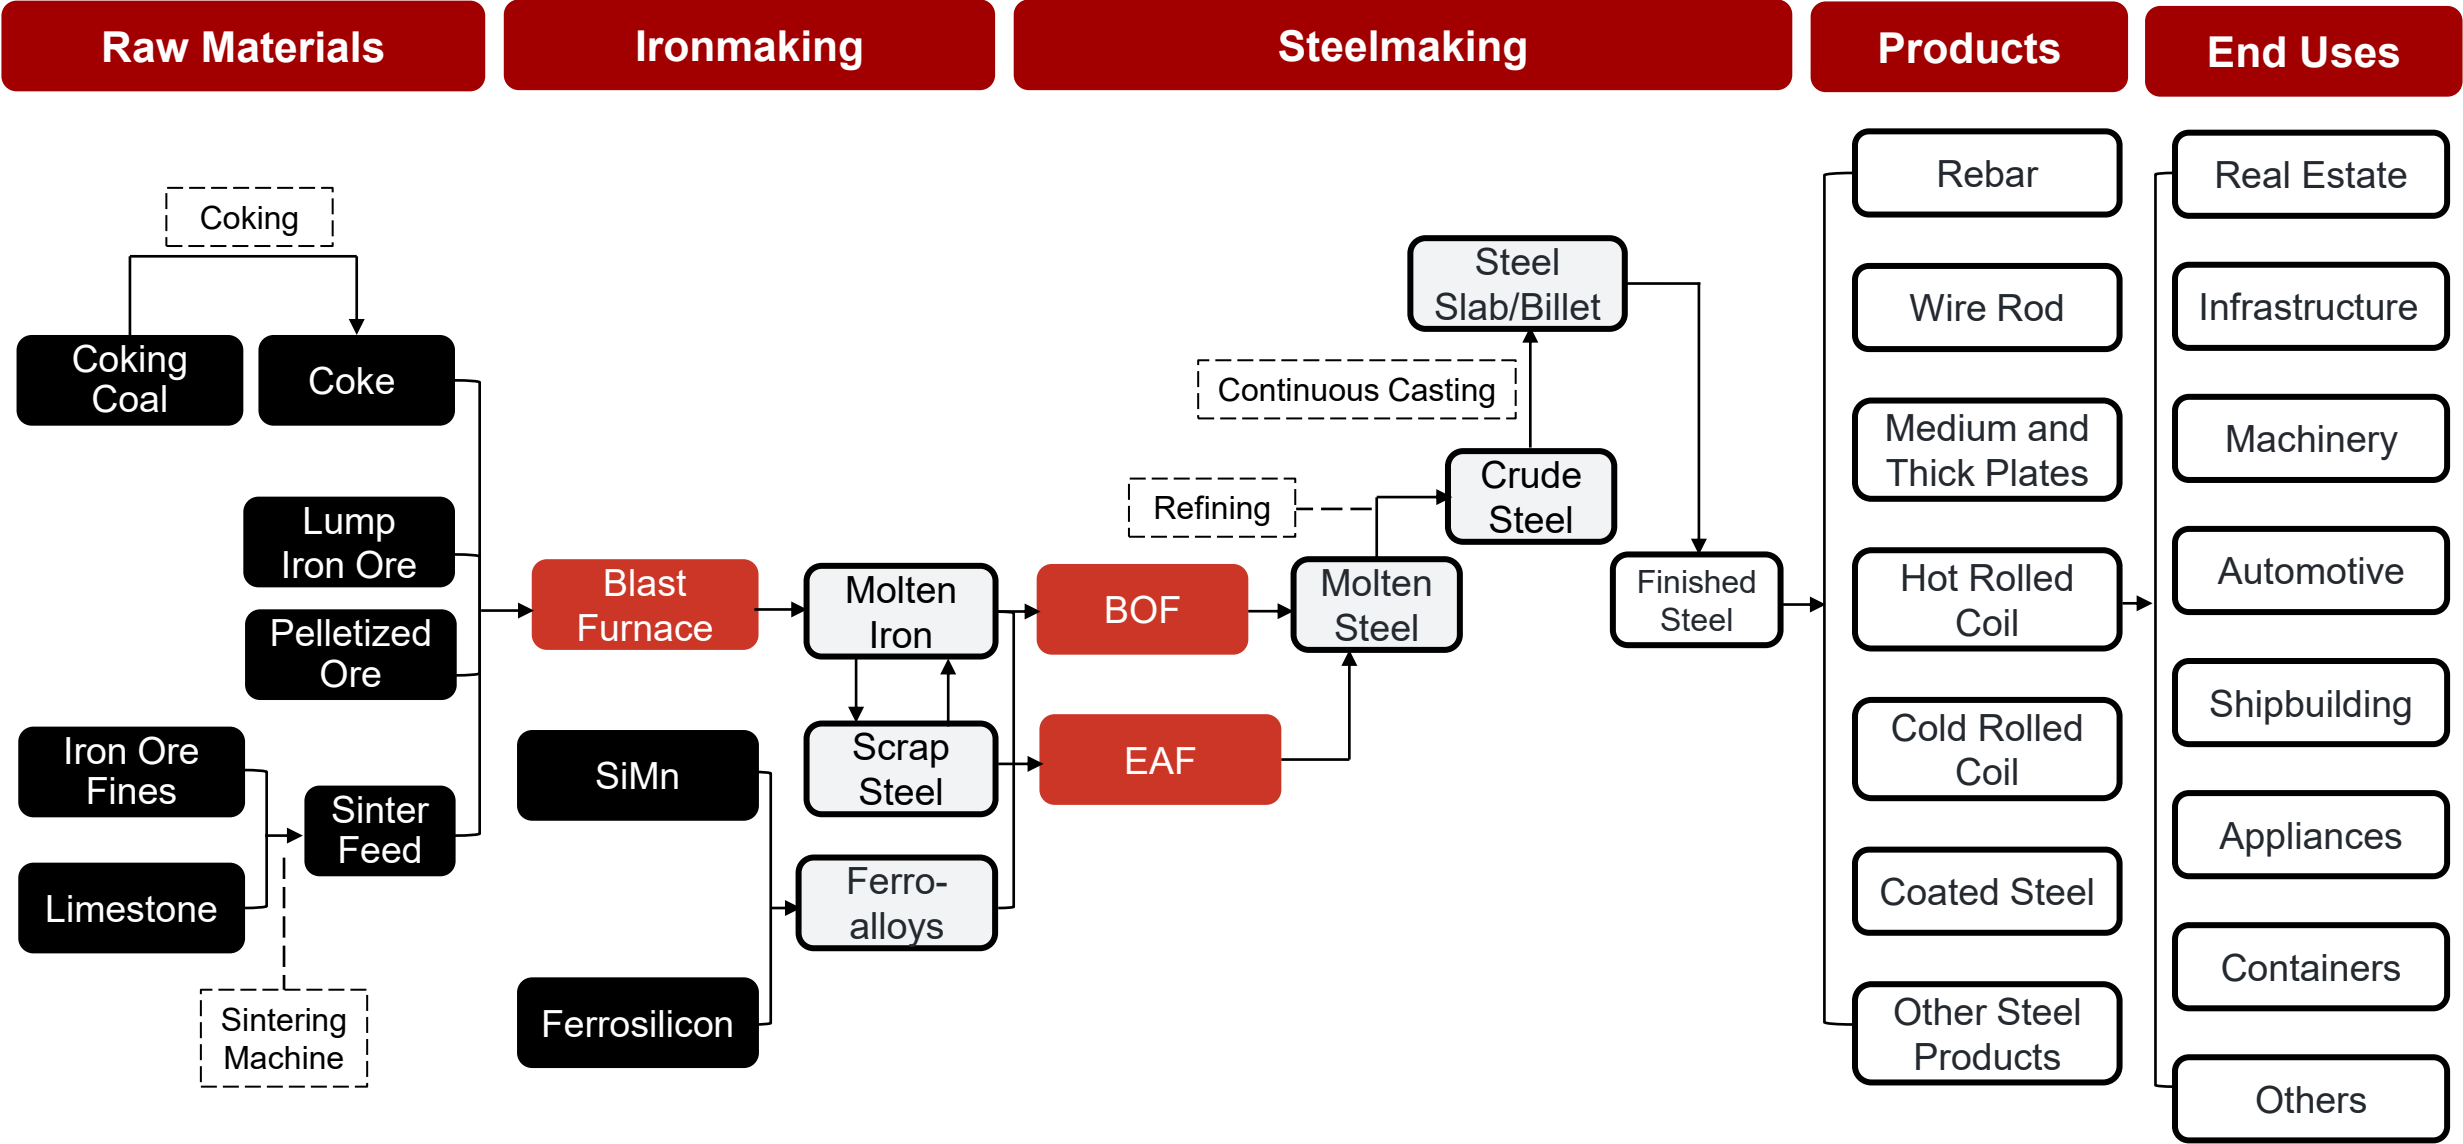 Raw Materials
Ironmaking
Steelmaking
Products
End Uses
Coking
Coking
Coal
Coke
Lump
Iron Ore
Pelletized
Ore
Iron Ore
Fines
Limestone
Sinter
Feed
Sintering
Machine
Blast
Furnace
Molten
Iron
SiMn
Scrap
Steel
Ferro-
alloys
Ferrosilicon
Steel
Slab/Billet
Continuous Casting
Crude
Steel
Refining
BOF
Molten
Steel
EAF
Finished
Steel
Rebar
Wire Rod
Medium and
Thick Plates
Hot Rolled
Coil
Cold Rolled
Coil
Coated Steel
Other Steel
Products
Real Estate
Infrastructure
Machinery
Automotive
Shipbuilding
Appliances
Containers
Others